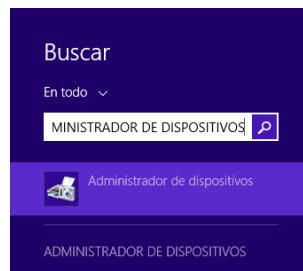 Buscar
En todo
MINISTRADOR DE DISPOSITIVOS
Administrador de dispositivos
ADMINISTRADOR DE DISPOSITIVOS